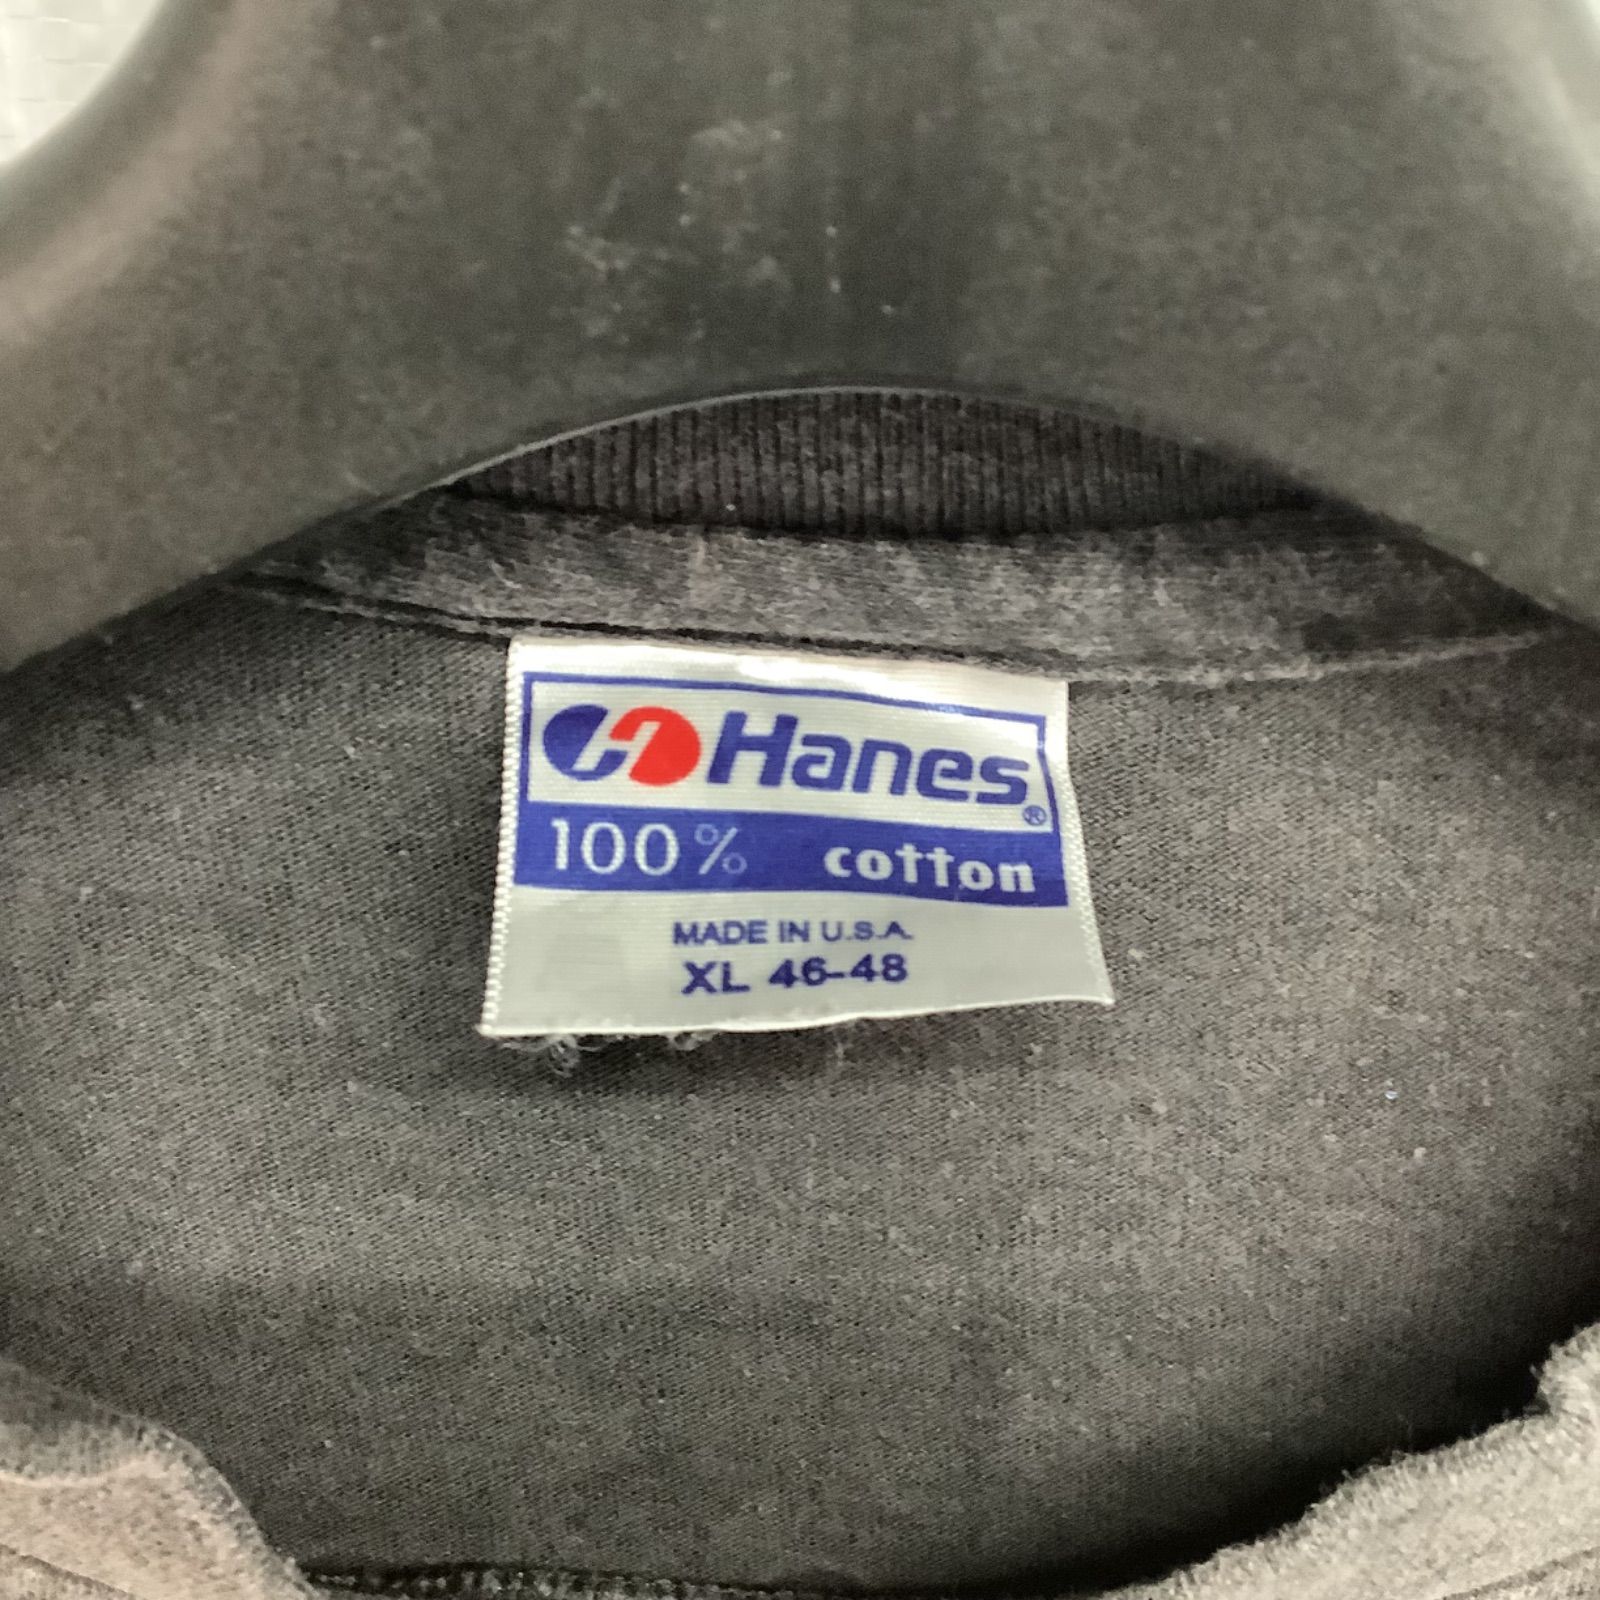 Hanes®
100% cotton
MADE IN U.S.A.
XL 46-48